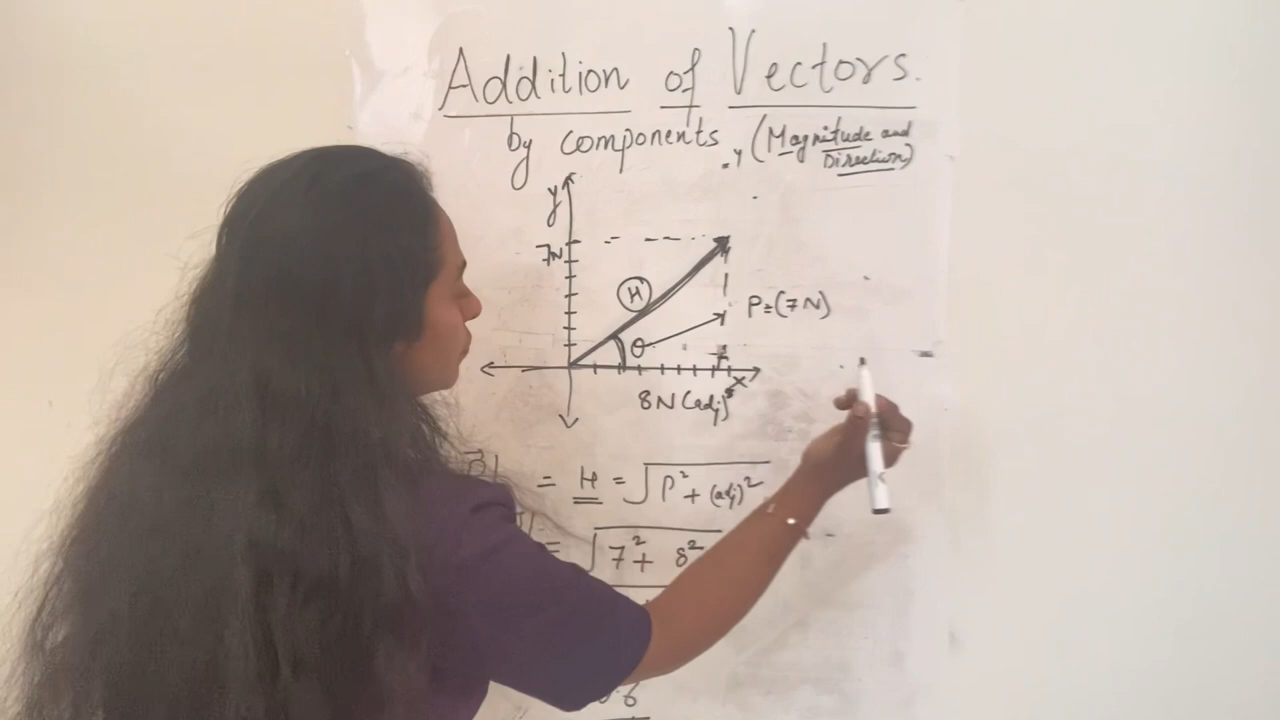 Addition of Vectors.
by components (Magnitude and
Direction)
y
7N
H
P=(7N)
θ
x
8N (adj)
= H = √P² + (adj)²
= √7² + 8²